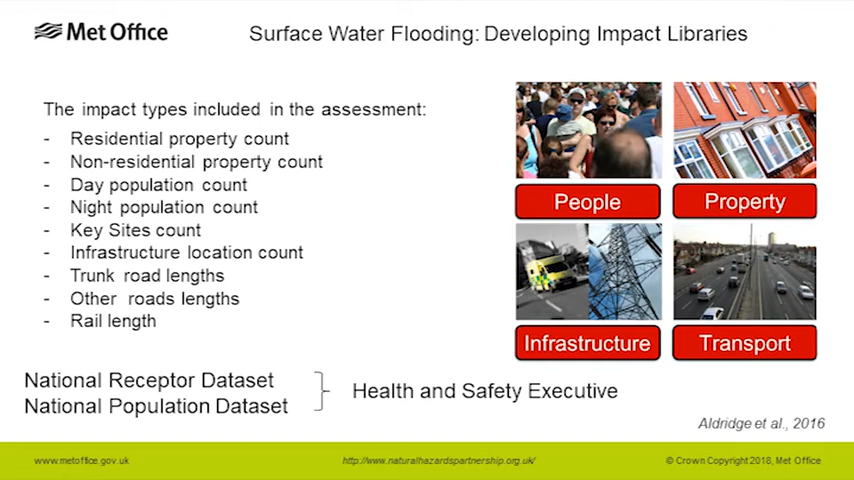 Met Office
Surface Water Flooding: Developing Impact Libraries
The impact types included in the assessment:
- Residential property count
- Non-residential property count
- Day population count
- Night population count
- Key Sites count
- Infrastructure location count
- Trunk road lengths
- Other roads lengths
- Rail length
People
Property
Infrastructure
Transport
National Receptor Dataset
National Population Dataset
Health and Safety Executive
Aldridge et al., 2016
www.metoffice.gov.uk
http://www.naturalhazardspartnership.org.uk/
© Crown Copyright 2018, Met Office